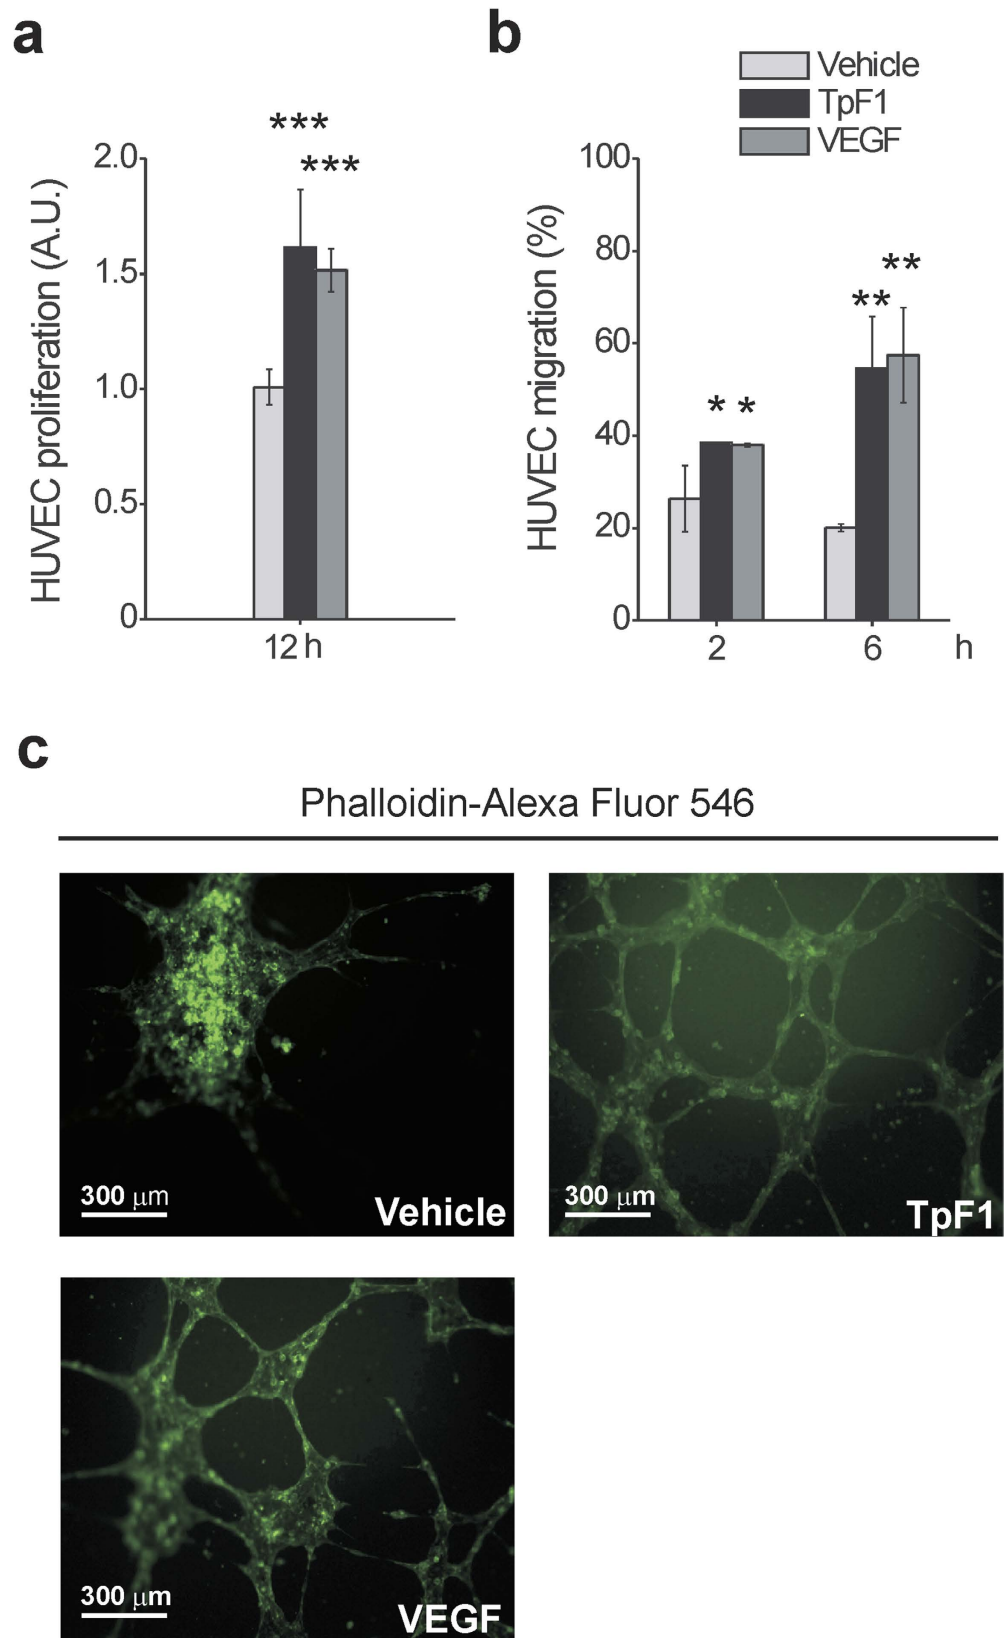 a
b
Vehicle
TpF1
VEGF
***
***
2.0
1.5
1.0
0.5
0
HUVEC proliferation (A.U.)
12 h
100
80
60
40
20
0
HUVEC migration (%)
* *
**
**
2
6
h
c
Phalloidin-Alexa Fluor 546
300 μm
Vehicle
300 μm
TpF1
300 μm
VEGF